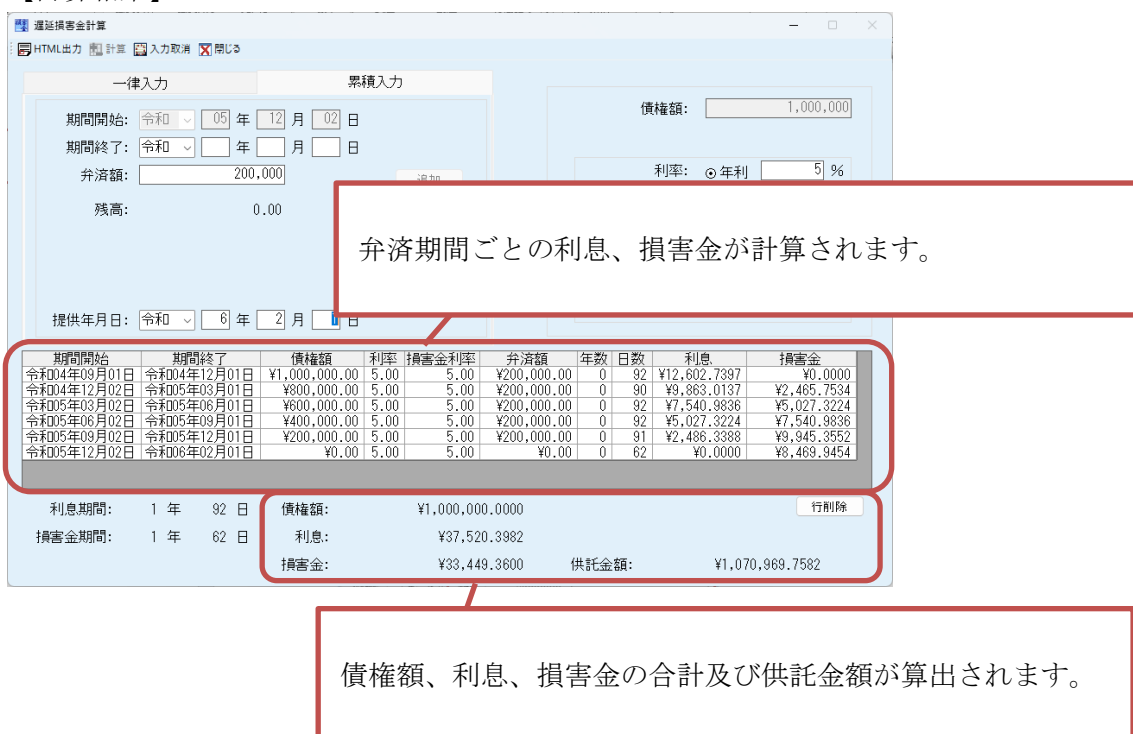 遅延損害金計算
HTML出力 計算 入力取消 閉じる
一律入力 累積入力
期間開始: 令和 05 年 12 月 02 日
期間終了: 令和 年 月 日
弁済額: 200,000
残高: 0.00
提供年月日: 令和 6 年 2 月 日
債権額: 1,000,000
利率: 年利 5 %
弁済期間ごとの利息、損害金が計算されます。
期間開始 期間終了 債権額 利率 損害金利率 弁済額 年数 日数 利息 損害金
令和04年09月01日 令和04年12月01日 ¥1,000,000.00 5.00 5.00 ¥200,000.00 0 92 ¥12,602.7397 ¥0.0000
令和04年12月02日 令和05年03月01日 ¥800,000.00 5.00 5.00 ¥200,000.00 0 90 ¥9,863.0137 ¥2,465.7534
令和05年03月02日 令和05年06月01日 ¥600,000.00 5.00 5.00 ¥200,000.00 0 92 ¥7,540.9836 ¥5,027.3224
令和05年06月02日 令和05年09月01日 ¥400,000.00 5.00 5.00 ¥200,000.00 0 92 ¥5,027.3224 ¥7,540.9836
令和05年09月02日 令和05年12月01日 ¥200,000.00 5.00 5.00 ¥200,000.00 0 91 ¥2,486.3388 ¥9,945.3552
令和05年12月02日 令和06年02月01日 ¥0.00 5.00 5.00 ¥0.00 0 62 ¥0.0000 ¥8,469.9454
利息期間: 1 年 92 日 債権額: ¥1,000,000.0000 行削除
損害金期間: 1 年 62 日 利息: ¥37,520.3982
損害金: ¥33,449.3600 供託金額: ¥1,070,969.7582
債権額、利息、損害金の合計及び供託金額が算出されます。